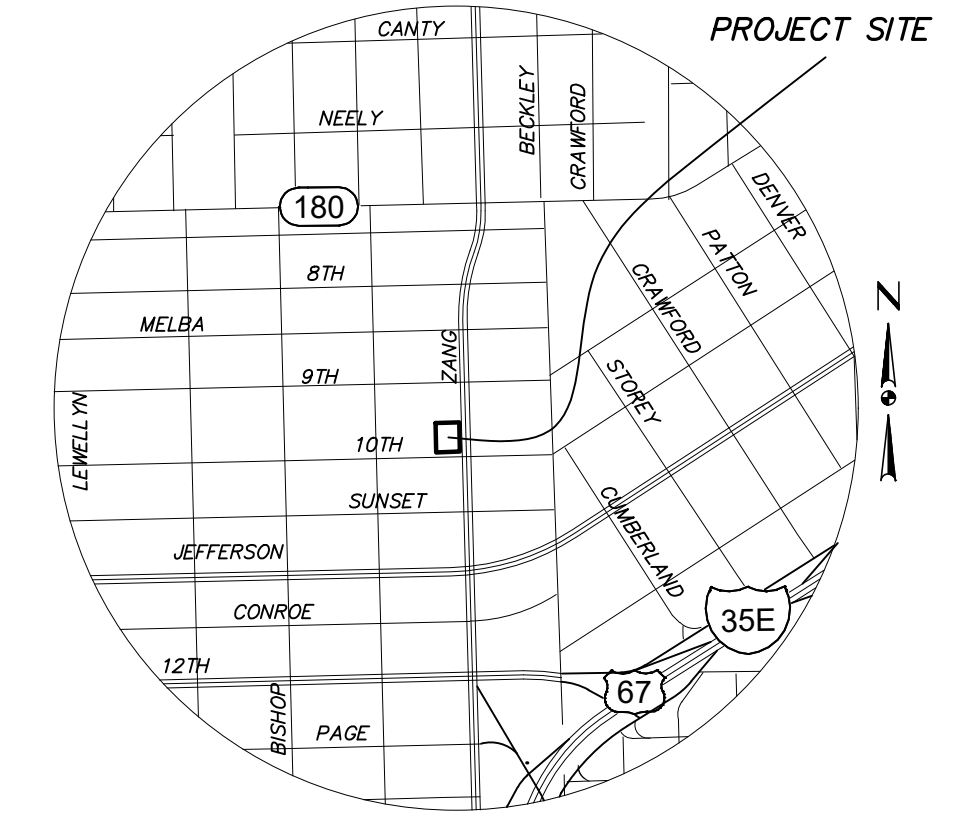 PROJECT SITE
CANTY
NEELY
BECKLEY
CRAWFORD
180
DENVER
PATTON
8TH
CRAWFORD
N
MELBA
ZANG
9TH
STOREY
LEWELLYN
10TH
SUNSET
CUMBERLAND
JEFFERSON
CONROE
35E
12TH
67
BISHOP
PAGE